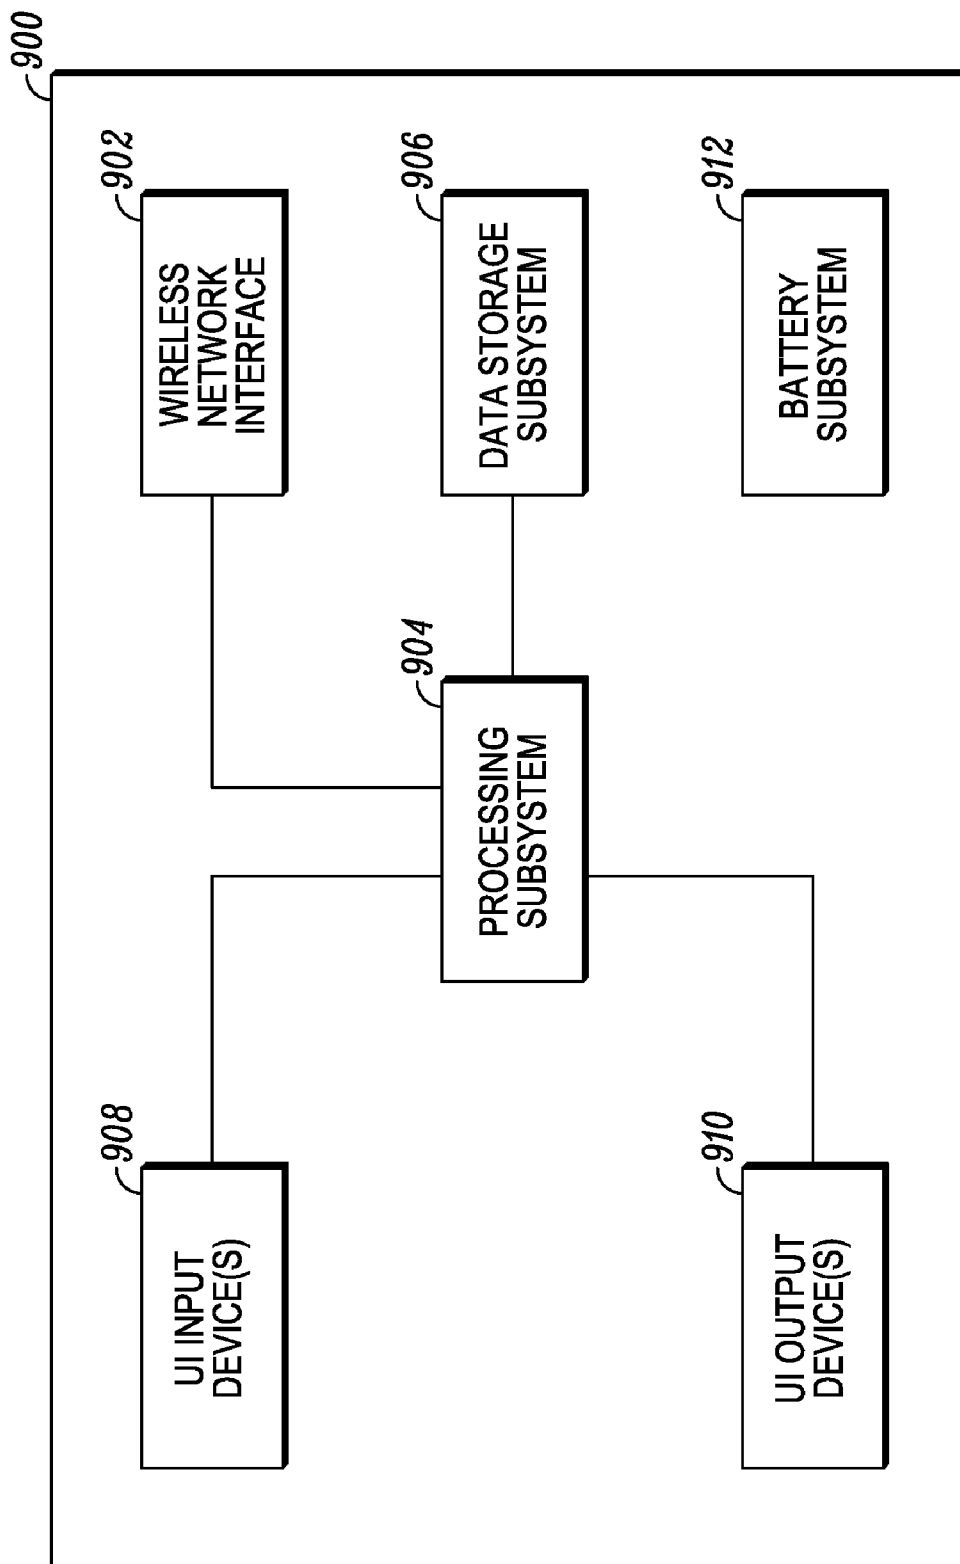 900
908
UI INPUT
DEVICE(S)
902
WIRELESS
NETWORK
INTERFACE
904
PROCESSING
SUBSYSTEM
906
DATA STORAGE
SUBSYSTEM
910
UI OUTPUT
DEVICE(S)
912
BATTERY
SUBSYSTEM